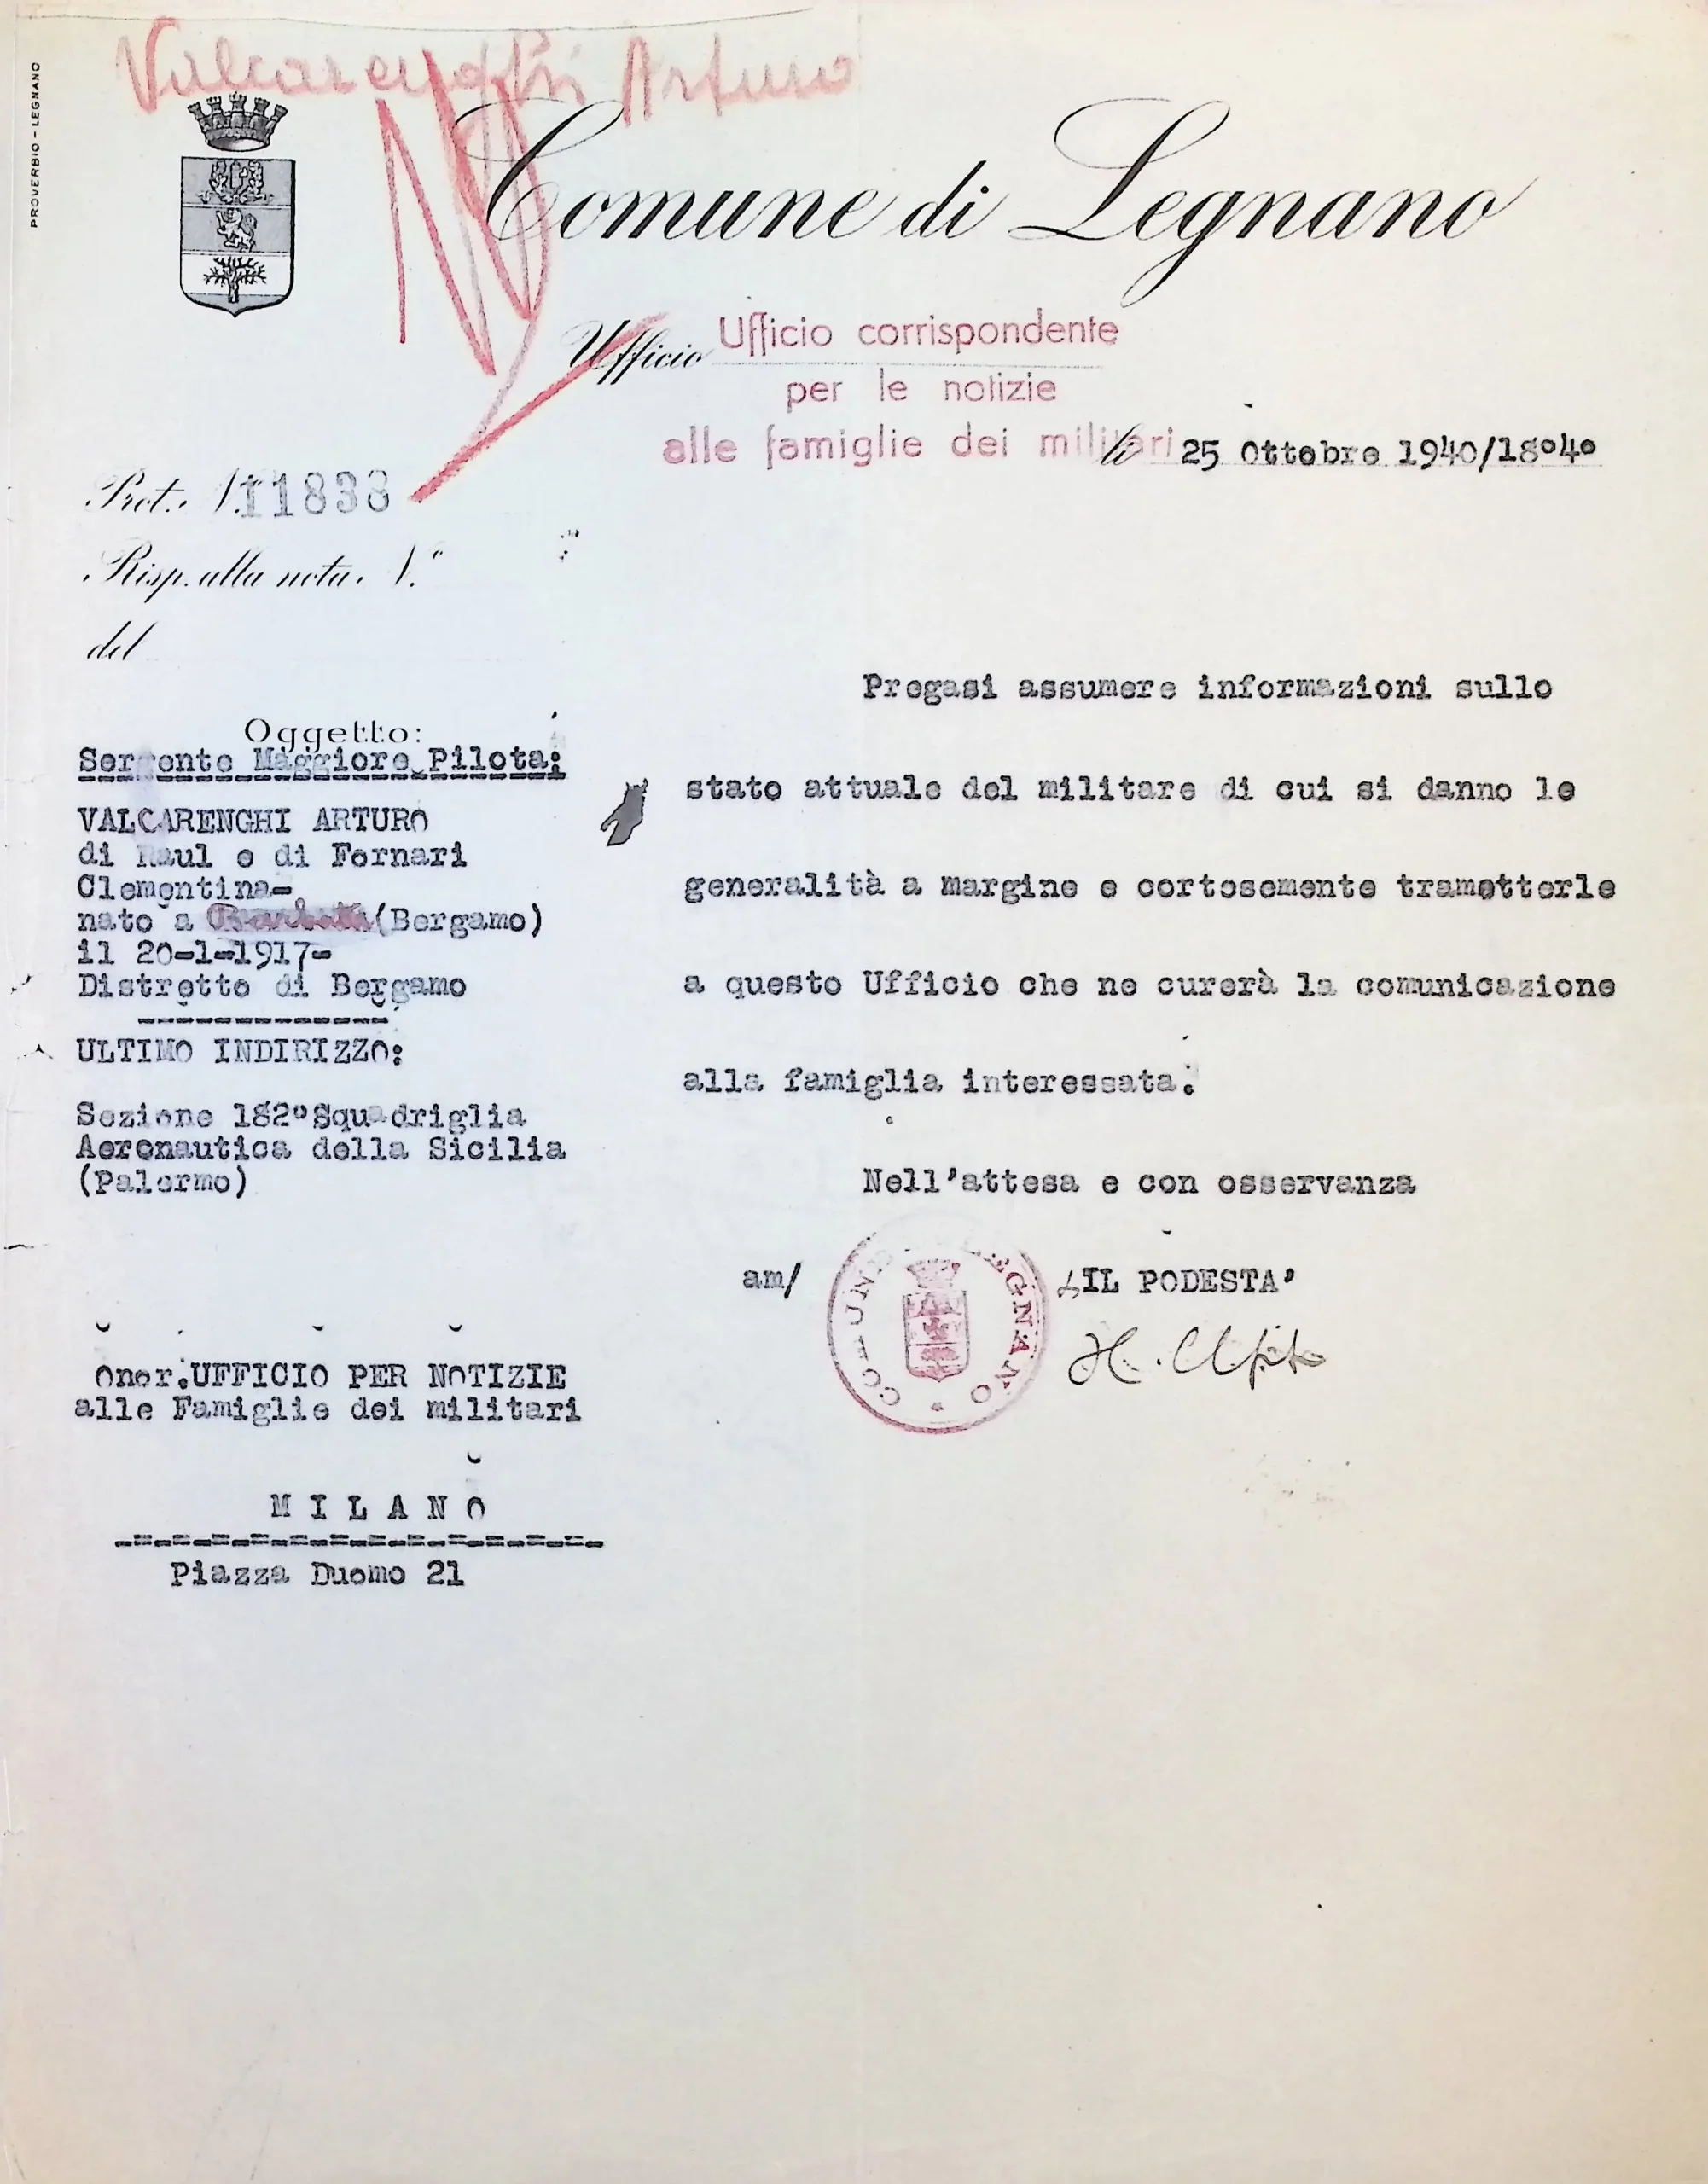 Valcarenghi Arturo
PROVERBIO - LEGNANO
Comune di Legnano
Ufficio Ufficio corrispondente
per le notizie
alle famiglie dei militari
li 25 Ottobre 1940/18°4°
Prot. N. 11838
Risp. alla nota N.°
del
Oggetto:
Sergente Maggiore Pilota:
VALCARENGHI ARTURO
di Raul e di Fornari
Clementina=
nato a (Bergamo)
il 20=1=1917=
Distretto di Bergamo
ULTIMO INDIRIZZO:
Sezione 182°Squadriglia
Aeronautica della Sicilia
(Palermo)
Pregasi assumere informazioni sullo
stato attuale del militare di cui si danno le
generalità a margine e cortesemente trametterle
a questo Ufficio che ne curerà la comunicazione
alla famiglia interessata.
Nell'attesa e con osservanza
am/
IL PODESTA'
COMUNE DI LEGNANO
Oner.UFFICIO PER NOTIZIE
alle Famiglie dei militari
M I L A N O
Piazza Duomo 21